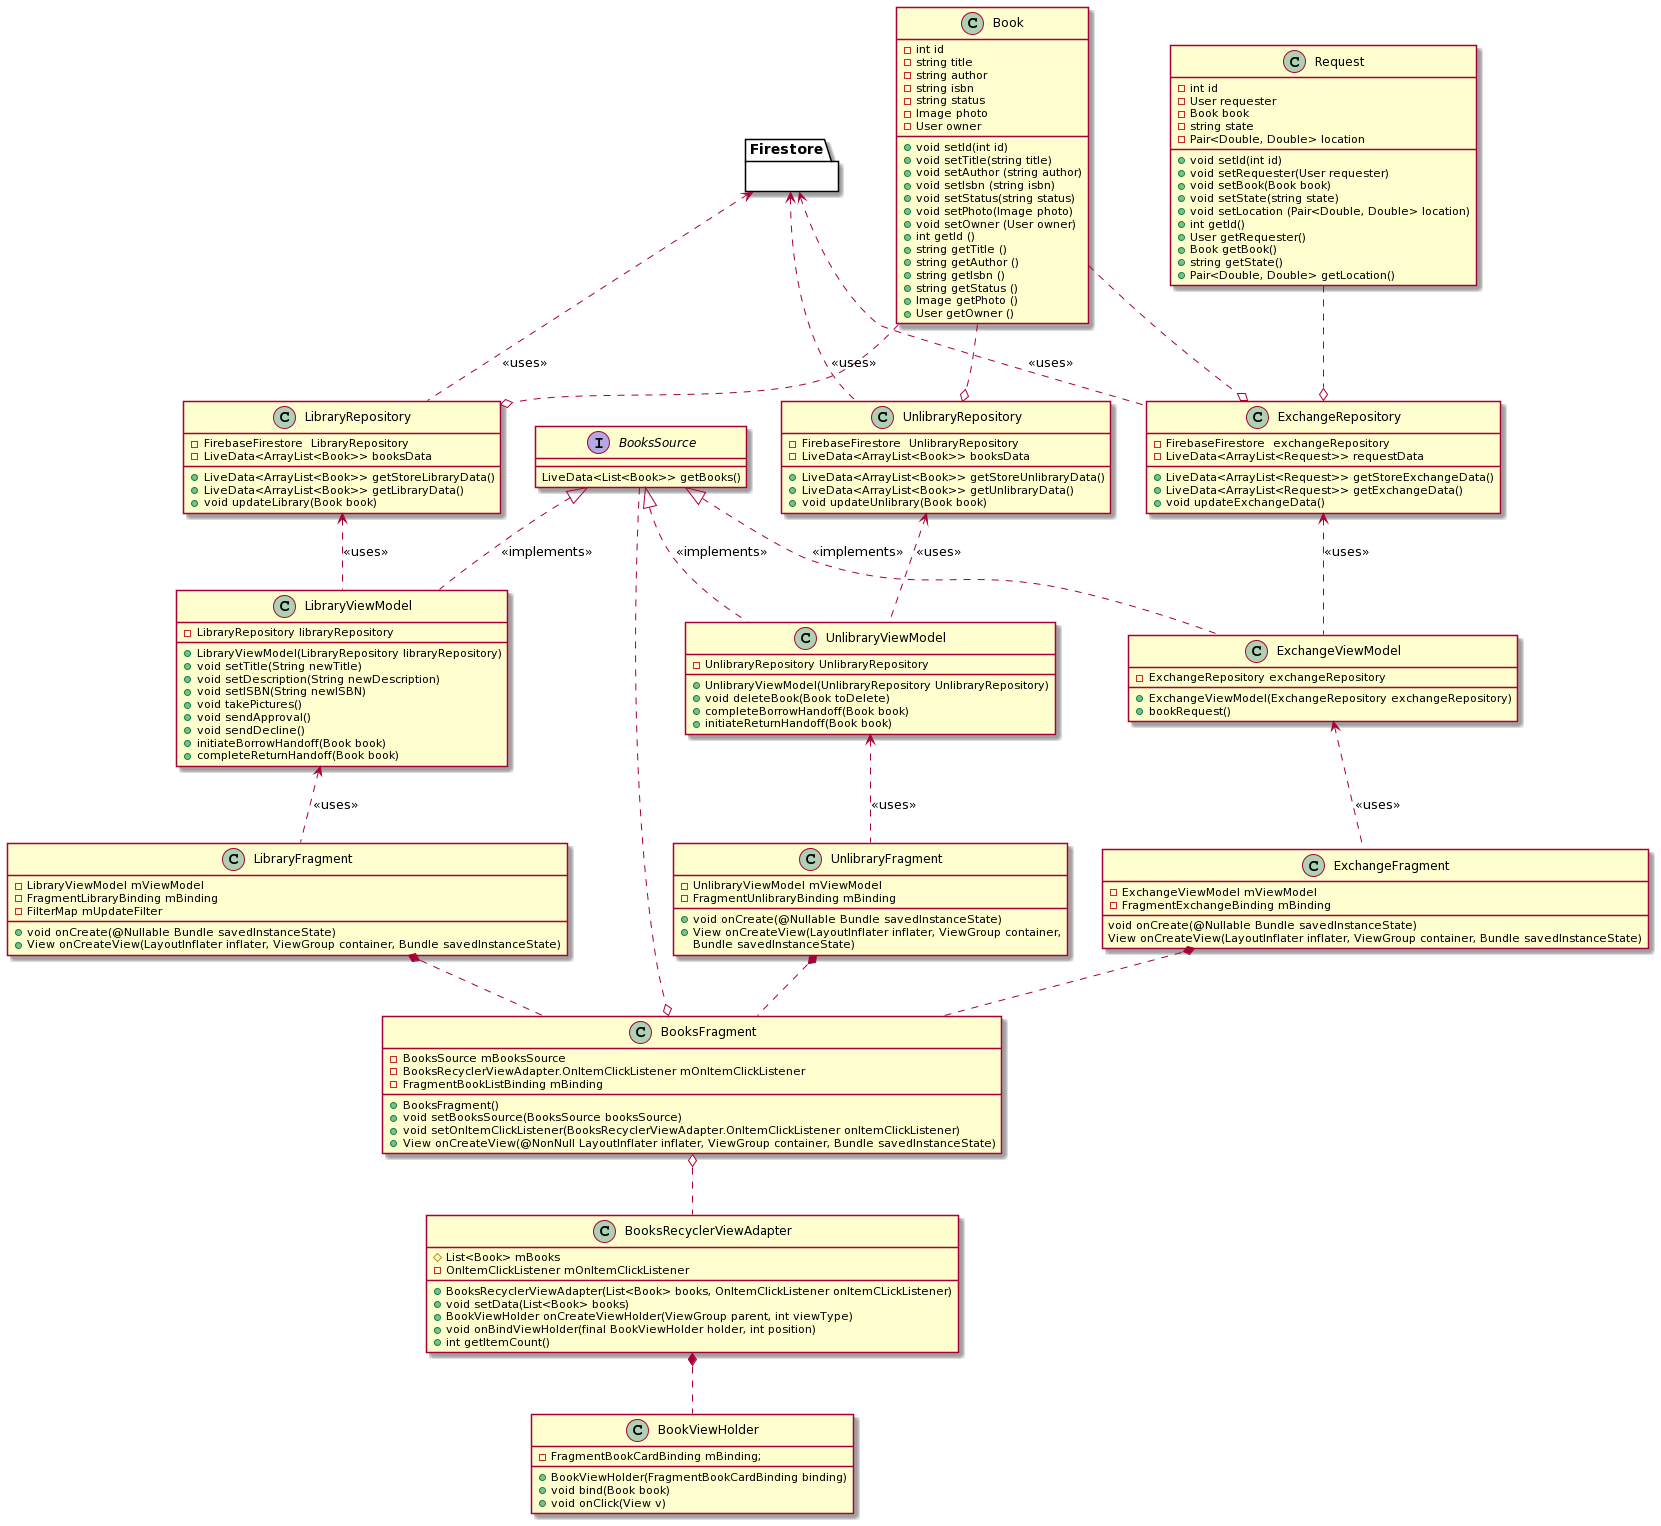 C Book
int id
string title
string author
string isbn
string status
Image photo
User owner
void setId(int id)
void setTitle(string title)
void setAuthor (string author)
void setIsbn (string isbn)
void setStatus(string status)
void setPhoto(Image photo)
void setOwner (User owner)
int getId ()
string getTitle ()
string getAuthor ()
string getIsbn ()
string getStatus ()
Image getPhoto ()
User getOwner ()
C Request
int id
User requester
Book book
string state
Pair<Double, Double> location
void setId(int id)
void setRequester(User requester)
void setBook(Book book)
void setState(string state)
void setLocation (Pair<Double, Double> location)
int getId()
User getRequester()
Book getBook()
string getState()
Pair<Double, Double> getLocation()
Firestore
«uses»
«uses»
«uses»
C LibraryRepository
FirebaseFirestore LibraryRepository
LiveData<ArrayList<Book>> booksData
LiveData<ArrayList<Book>> getStoreLibraryData()
LiveData<ArrayList<Book>> getLibraryData()
void updateLibrary(Book book)
I BooksSource
LiveData<List<Book>> getBooks()
C UnlibraryRepository
FirebaseFirestore UnlibraryRepository
LiveData<ArrayList<Book>> booksData
LiveData<ArrayList<Book>> getStoreUnlibraryData()
LiveData<ArrayList<Book>> getUnlibraryData()
void updateUnlibrary(Book book)
C ExchangeRepository
FirebaseFirestore exchangeRepository
LiveData<ArrayList<Request>> requestData
LiveData<ArrayList<Request>> getStoreExchangeData()
LiveData<ArrayList<Request>> getExchangeData()
void updateExchangeData()
«uses»
«implements»
«implements»
«implements»
«uses»
«uses»
C LibraryViewModel
LibraryRepository libraryRepository
LibraryViewModel(LibraryRepository libraryRepository)
void setTitle(String newTitle)
void setDescription(String newDescription)
void setISBN(String newISBN)
void takePictures()
void sendApproval()
void sendDecline()
initiateBorrowHandoff(Book book)
completeReturnHandoff(Book book)
C UnlibraryViewModel
UnlibraryRepository UnlibraryRepository
UnlibraryViewModel(UnlibraryRepository UnlibraryRepository)
void deleteBook(Book toDelete)
completeBorrowHandoff(Book book)
initiateReturnHandoff(Book book)
C ExchangeViewModel
ExchangeRepository exchangeRepository
ExchangeViewModel(ExchangeRepository exchangeRepository)
bookRequest()
«uses»
«uses»
«uses»
C LibraryFragment
LibraryViewModel mViewModel
FragmentLibraryBinding mBinding
FilterMap mUpdateFilter
void onCreate(@Nullable Bundle savedInstanceState)
View onCreateView(LayoutInflater inflater, ViewGroup container, Bundle savedInstanceState)
C UnlibraryFragment
UnlibraryViewModel mViewModel
FragmentUnlibraryBinding mBinding
void onCreate(@Nullable Bundle savedInstanceState)
View onCreateView(LayoutInflater inflater, ViewGroup container,
Bundle savedInstanceState)
C ExchangeFragment
ExchangeViewModel mViewModel
FragmentExchangeBinding mBinding
void onCreate(@Nullable Bundle savedInstanceState)
View onCreateView(LayoutInflater inflater, ViewGroup container, Bundle savedInstanceState)
C BooksFragment
BooksSource mBooksSource
BooksRecyclerViewAdapter.OnItemClickListener mOnItemClickListener
FragmentBookListBinding mBinding
BooksFragment()
void setBooksSource(BooksSource booksSource)
void setOnItemClickListener(BooksRecyclerViewAdapter.OnItemClickListener onItemClickListener)
View onCreateView(@NonNull LayoutInflater inflater, ViewGroup container, Bundle savedInstanceState)
C BooksRecyclerViewAdapter
List<Book> mBooks
OnItemClickListener mOnItemClickListener
BooksRecyclerViewAdapter(List<Book> books, OnItemClickListener onItemCLickListener)
void setData(List<Book> books)
BookViewHolder onCreateViewHolder(ViewGroup parent, int viewType)
void onBindViewHolder(final BookViewHolder holder, int position)
int getItemCount()
C BookViewHolder
FragmentBookCardBinding mBinding;
BookViewHolder(FragmentBookCardBinding binding)
void bind(Book book)
void onClick(View v)